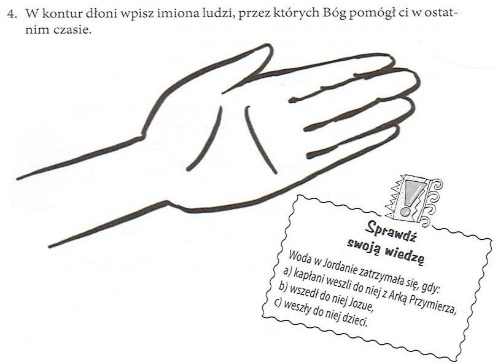 4. W kontur dłoni wpisz imiona ludzi, przez których Bóg pomógł ci w ostat-
nim czasie.
Sprawdź
swoją wiedzę
Woda w Jordanie zatrzymała się, gdy:
a) kapłani weszli do niej z Arką Przymierza,
b) wszedł do niej Jozue,
c) weszły do niej dzieci.